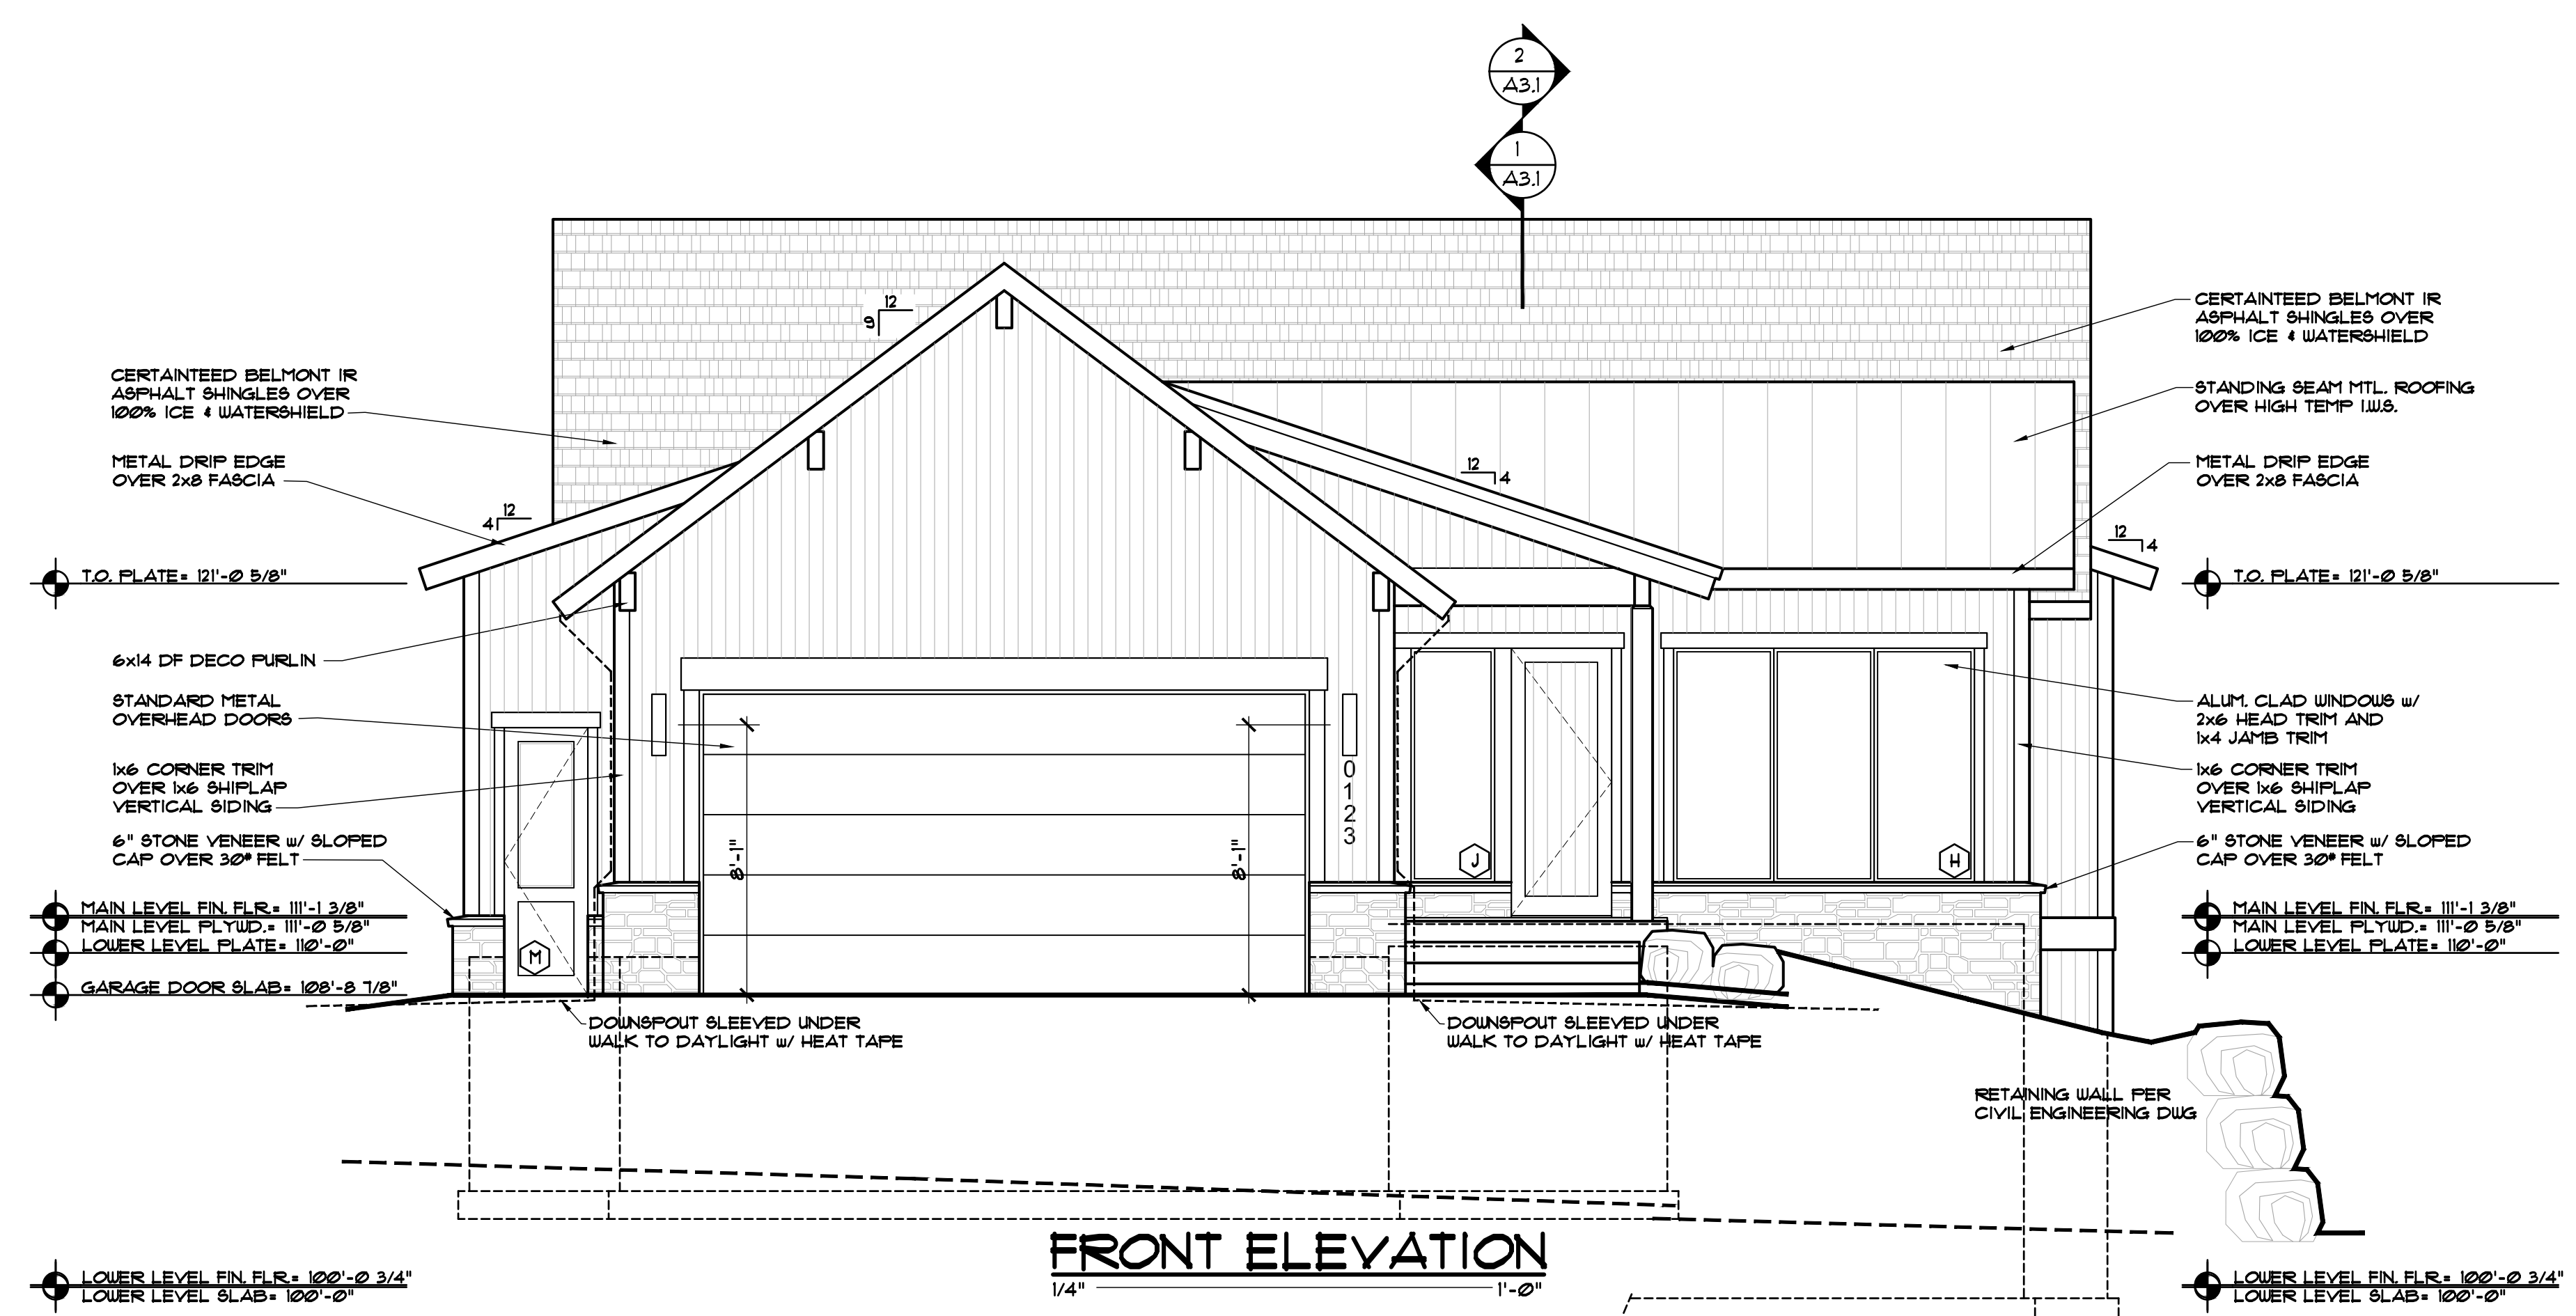 2
A3.1
1
A3.1
12
9
CERTAINTEED BELMONT IR
ASPHALT SHINGLES OVER
100% ICE & WATERSHIELD
METAL DRIP EDGE
OVER 2x8 FASCIA
12
4
T.O. PLATE= 121'-0 5/8"
6x14 DF DECO PURLIN
STANDARD METAL
OVERHEAD DOORS
1x6 CORNER TRIM
OVER 1x6 SHIPLAP
VERTICAL SIDING
6" STONE VENEER w/ SLOPED
CAP OVER 30# FELT
MAIN LEVEL FIN. FLR.= 111'-1 3/8"
MAIN LEVEL PLYWD.= 111'-0 5/8"
LOWER LEVEL PLATE= 110'-0"
GARAGE DOOR SLAB= 108'-8 7/8"
M
8'-1"
8'-1"
0
1
2
3
J
H
12
4
CERTAINTEED BELMONT IR
ASPHALT SHINGLES OVER
100% ICE & WATERSHIELD
STANDING SEAM MTL. ROOFING
OVER HIGH TEMP I.W.S.
METAL DRIP EDGE
OVER 2x8 FASCIA
12
4
T.O. PLATE= 121'-0 5/8"
ALUM. CLAD WINDOWS w/
2x6 HEAD TRIM AND
1x4 JAMB TRIM
1x6 CORNER TRIM
OVER 1x6 SHIPLAP
VERTICAL SIDING
6" STONE VENEER w/ SLOPED
CAP OVER 30# FELT
MAIN LEVEL FIN. FLR.= 111'-1 3/8"
MAIN LEVEL PLYWD.= 111'-0 5/8"
LOWER LEVEL PLATE= 110'-0"
DOWNSPOUT SLEEVED UNDER
WALK TO DAYLIGHT w/ HEAT TAPE
DOWNSPOUT SLEEVED UNDER
WALK TO DAYLIGHT w/ HEAT TAPE
RETAINING WALL PER
CIVIL ENGINEERING DWG
FRONT ELEVATION
1/4" 1'-0"
LOWER LEVEL FIN. FLR.= 100'-0 3/4"
LOWER LEVEL SLAB= 100'-0"
LOWER LEVEL FIN. FLR.= 100'-0 3/4"
LOWER LEVEL SLAB= 100'-0"